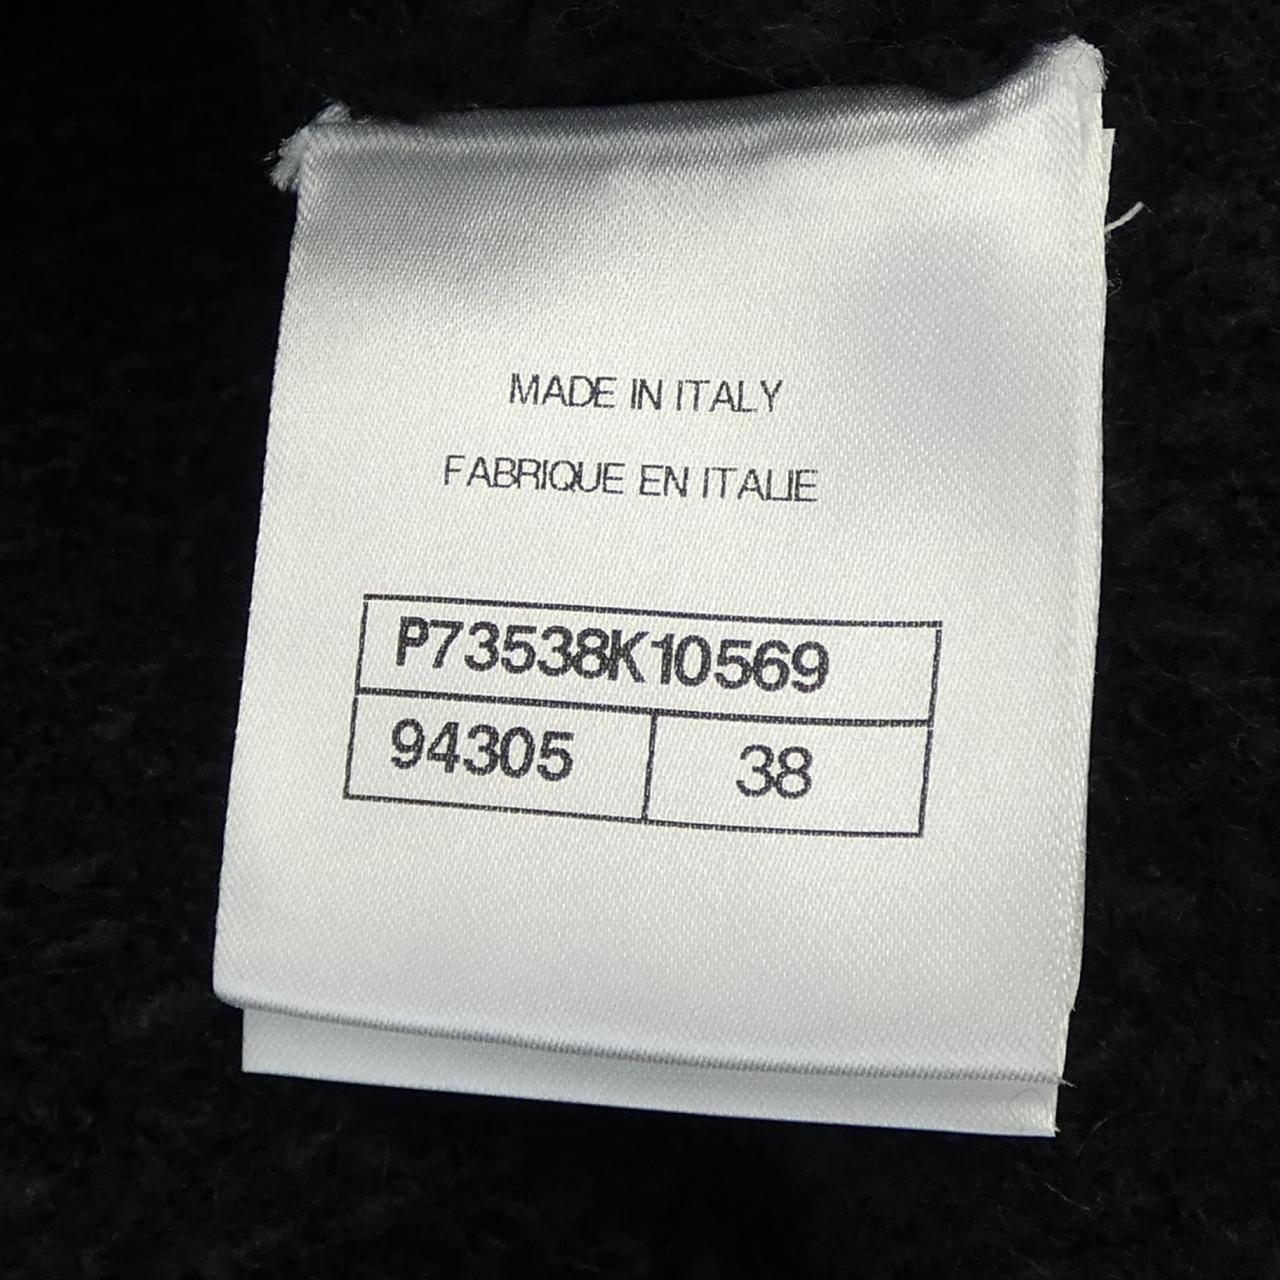 MADE IN ITALY
FABRIQUE EN ITALIE
P73538K10569
94305 38